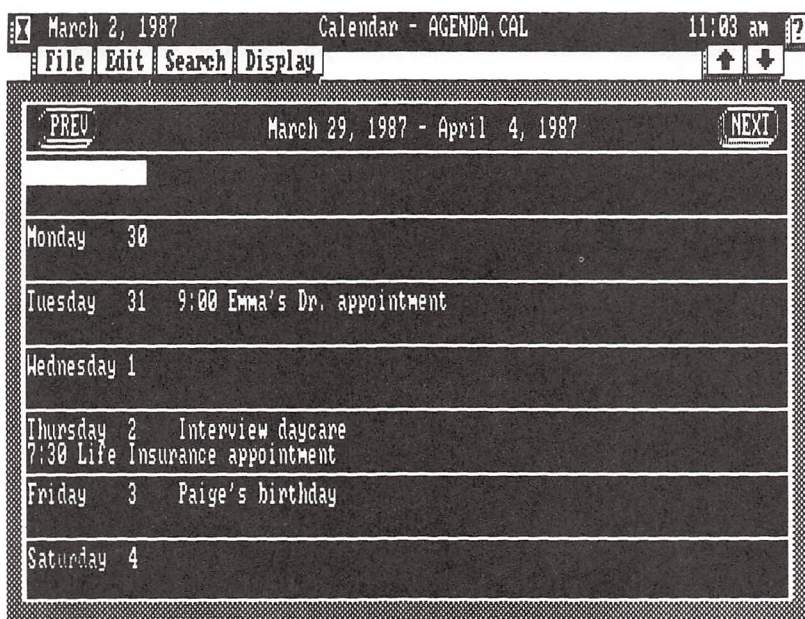 March 2, 1987 Calendar - AGENDA.CAL 11:03 am ?
File Edit Search Display
PREV March 29, 1987 - April 4, 1987 NEXT
Monday 30
Tuesday 31 9:00 Emma's Dr. appointment
Wednesday 1
Thursday 2 Interview daycare
7:30 Life Insurance appointment
Friday 3 Paige's birthday
Saturday 4